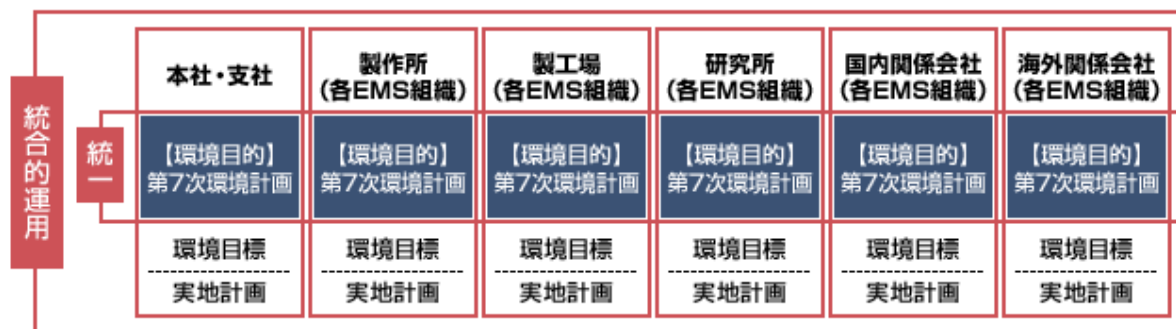 統合的運用
統一
本社・支社
製作所
(各EMS組織)
製工場
(各EMS組織)
研究所
(各EMS組織)
国内関係会社
(各EMS組織)
海外関係会社
(各EMS組織)
【環境目的】
第7次環境計画
【環境目的】
第7次環境計画
【環境目的】
第7次環境計画
【環境目的】
第7次環境計画
【環境目的】
第7次環境計画
【環境目的】
第7次環境計画
環境目標
環境目標
環境目標
環境目標
環境目標
環境目標
実地計画
実地計画
実地計画
実地計画
実地計画
実地計画